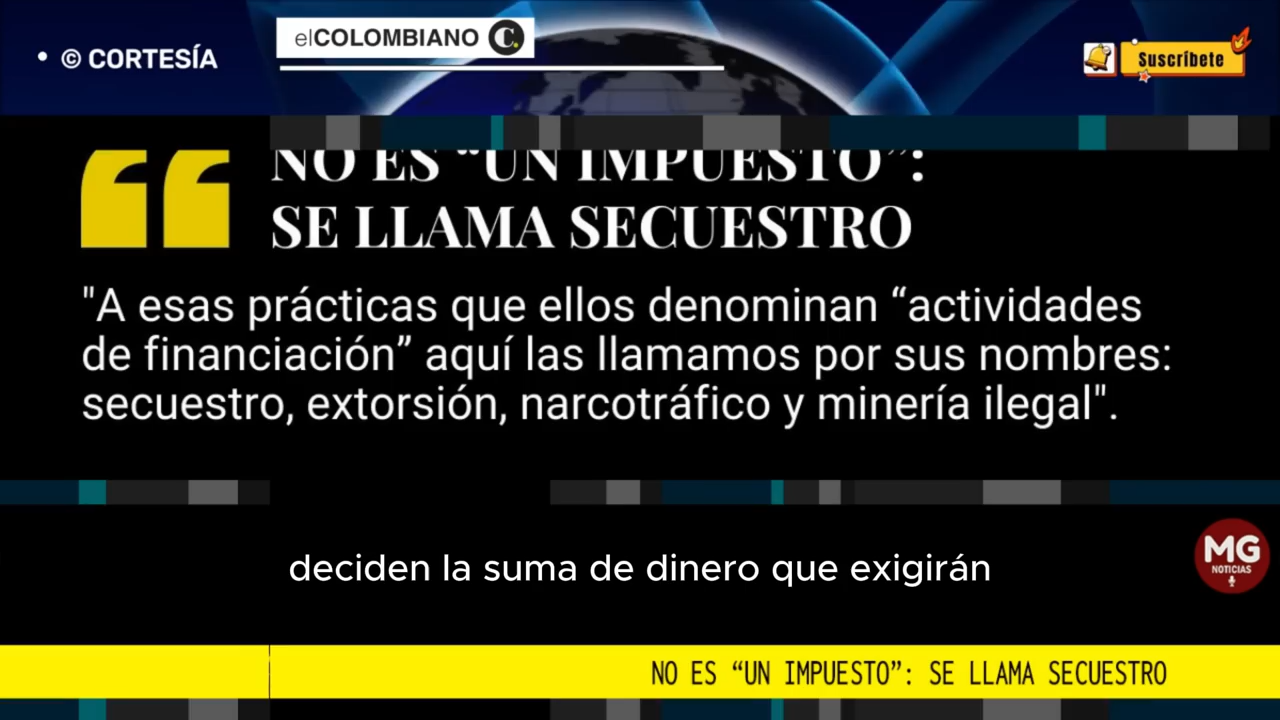 • © CORTESÍA
elCOLOMBIANO C.
Suscríbete
NO ES “UN IMPUESTO”:
SE LLAMA SECUESTRO
"A esas prácticas que ellos denominan “actividades
de financiación” aquí las llamamos por sus nombres:
secuestro, extorsión, narcotráfico y minería ilegal".
deciden la suma de dinero que exigirán
MG
NOTICIAS
NO ES “UN IMPUESTO”: SE LLAMA SECUESTRO